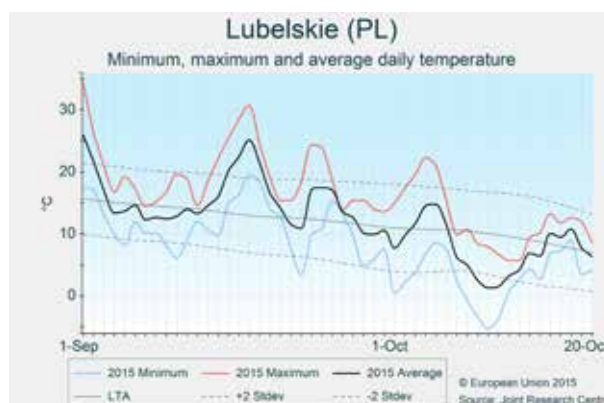 Lubelskie (PL)
Minimum, maximum and average daily temperature
30
20
°C
10
0
1-Sep 1-Oct 20-Oc
2015 Minimum 2015 Maximum 2015 Average
LTA +2 Stdev -2 Stdev
© European Union 2015
Source: Joint Research Centr